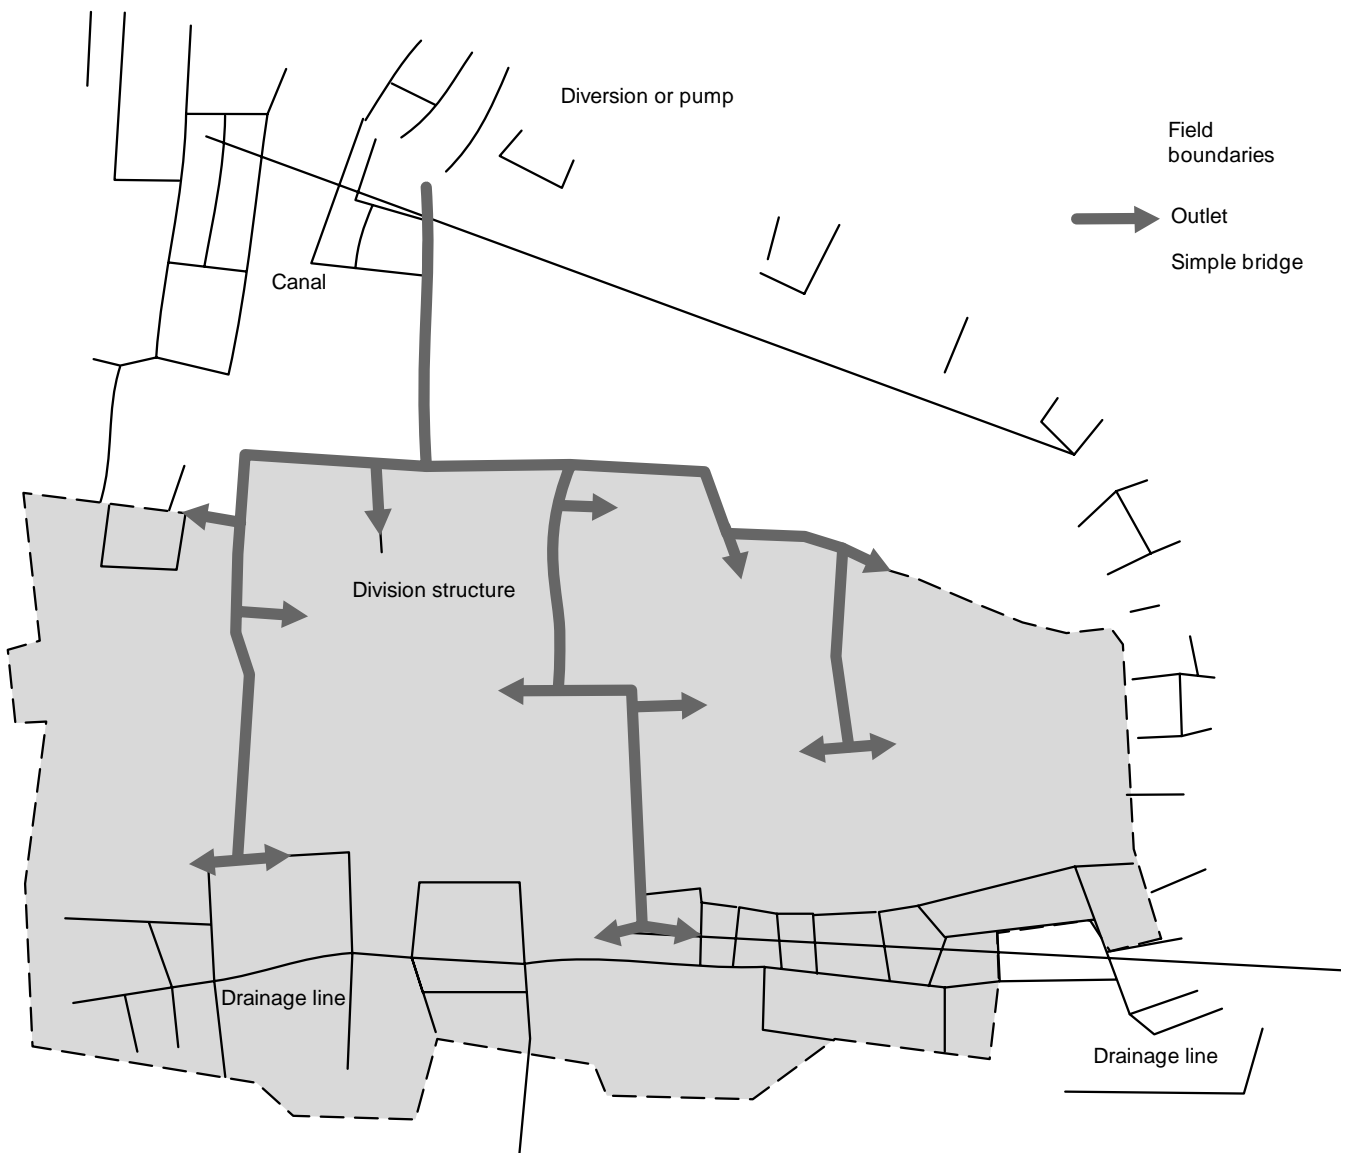 Diversion or pump
Field
boundaries
Outlet
Simple bridge
Canal
Division structure
Drainage line
Drainage line